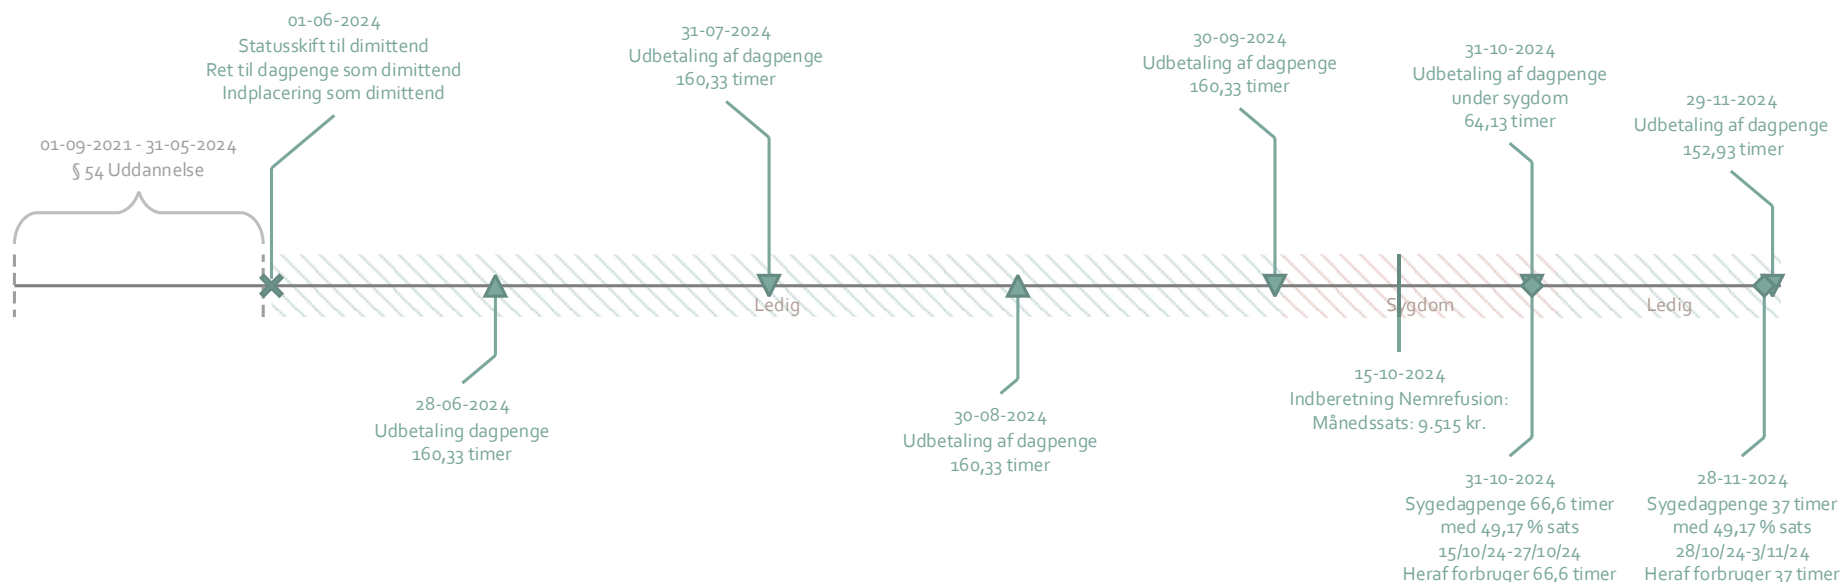 01-06-2024
Statusskift til dimittend
Ret til dagpenge som dimittend
Indplacering som dimittend
31-07-2024
Udbetaling af dagpenge
160,33 timer
30-09-2024
Udbetaling af dagpenge
160,33 timer
31-10-2024
Udbetaling af dagpenge
under sygdom
64,13 timer
29-11-2024
Udbetaling af dagpenge
152,93 timer
01-09-2021 - 31-05-2024
§ 54 Uddannelse
Ledig
Sygdom
Ledig
28-06-2024
Udbetaling dagpenge
160,33 timer
30-08-2024
Udbetaling af dagpenge
160,33 timer
15-10-2024
Indberetning Nemrefusion:
Månedssats: 9.515 kr.
31-10-2024
Sygedagpenge 66,6 timer
med 49,17 % sats
15/10/24-27/10/24
Heraf forbruger 66,6 timer
28-11-2024
Sygedagpenge 37 timer
med 49,17 % sats
28/10/24-3/11/24
Heraf forbruger 37 timer